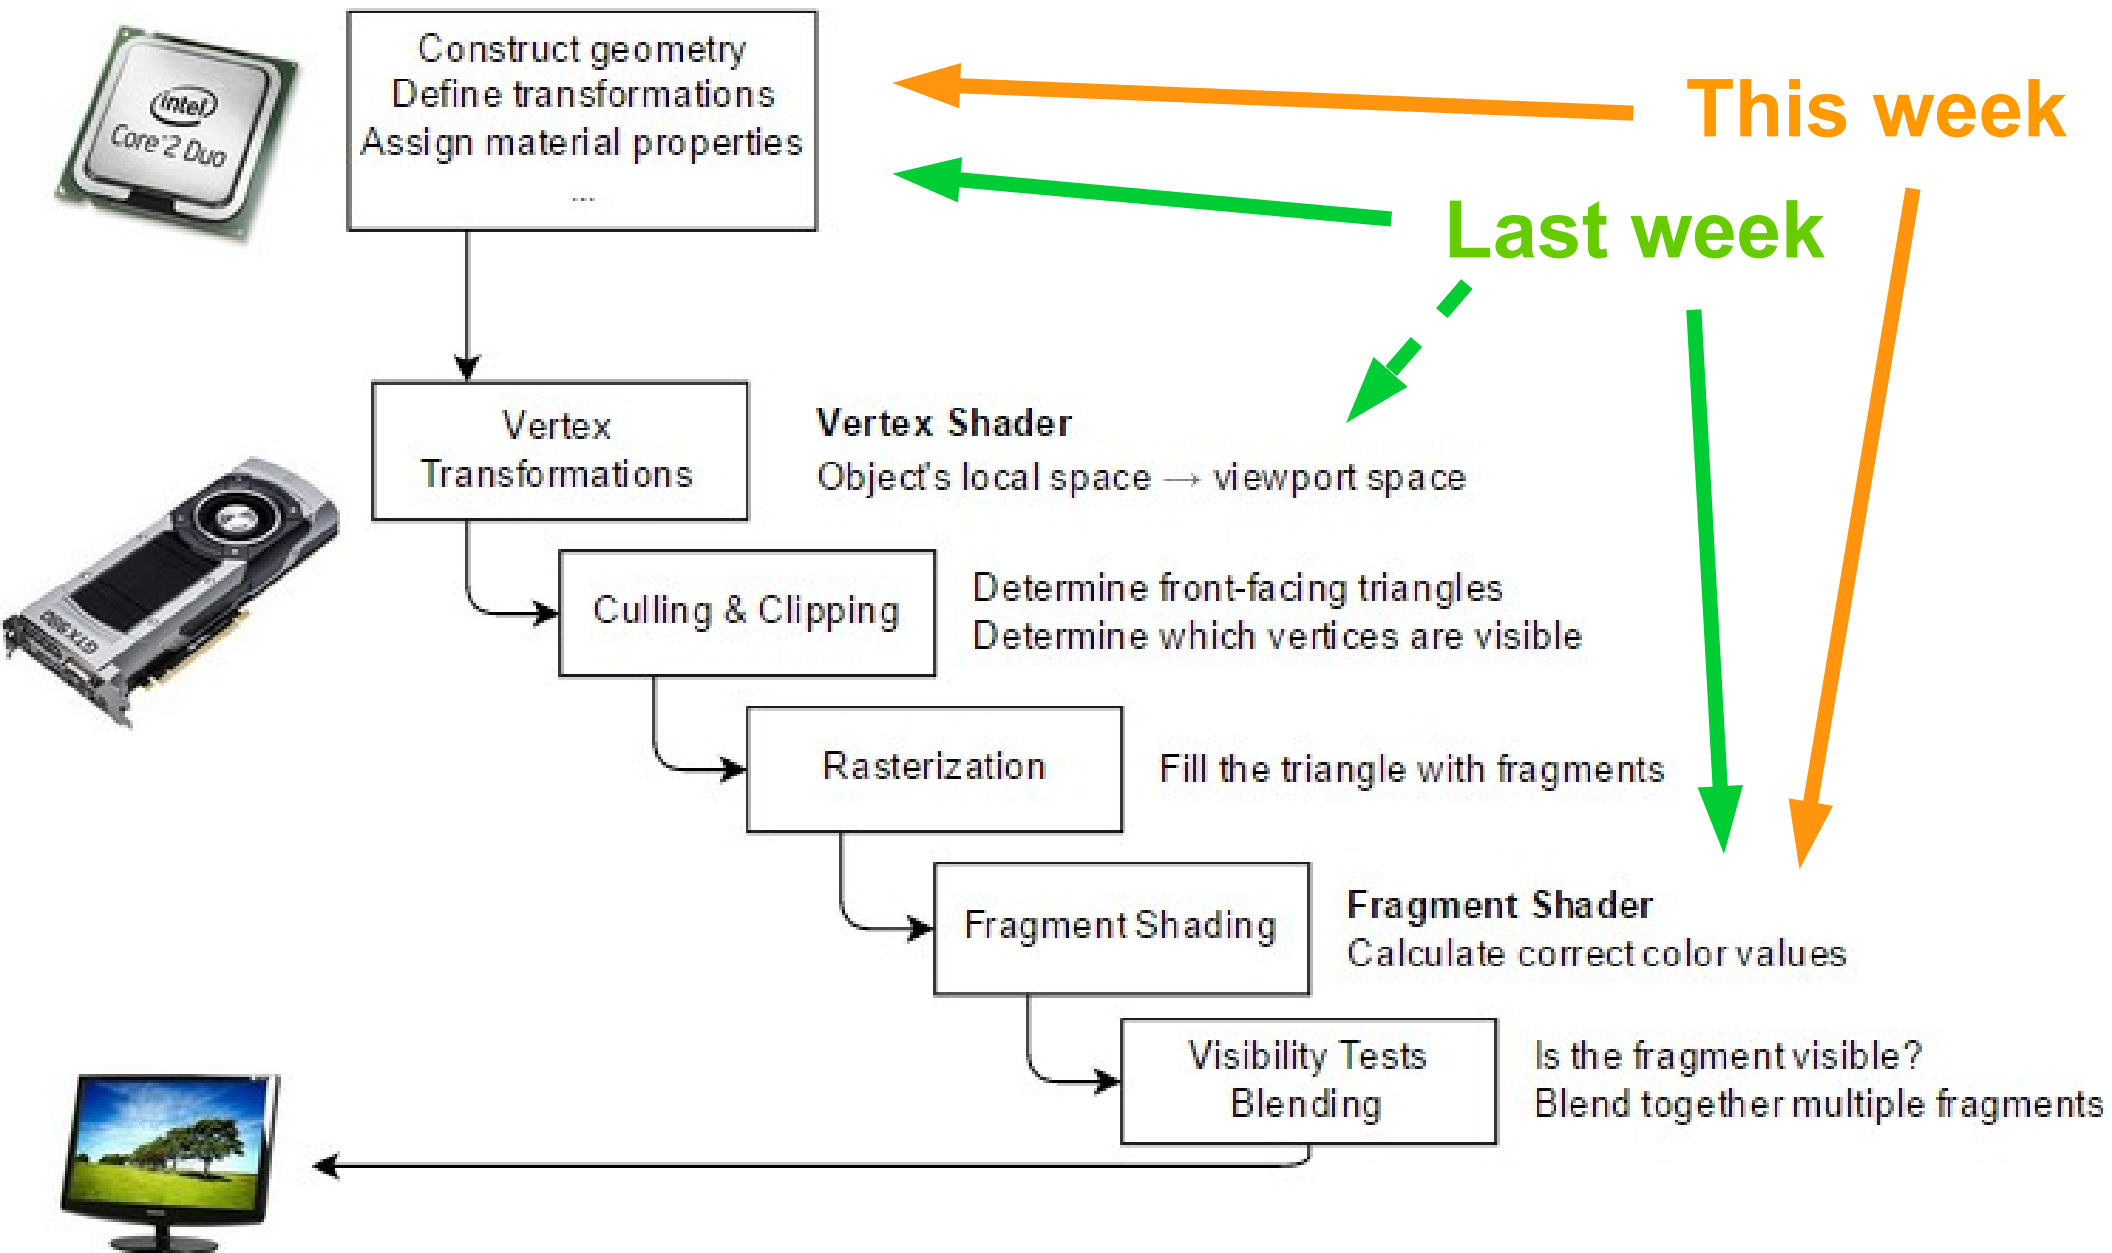 Construct geometry
Define transformations
Assign material properties
...
intel
Core 2 Duo
This week
Last week
Vertex
Transformations
Vertex Shader
Object's local space → viewport space
Culling & Clipping
Determine front-facing triangles
Determine which vertices are visible
GTX 980
Rasterization
Fill the triangle with fragments
Fragment Shading
Fragment Shader
Calculate correct color values
Visibility Tests
Blending
Is the fragment visible?
Blend together multiple fragments